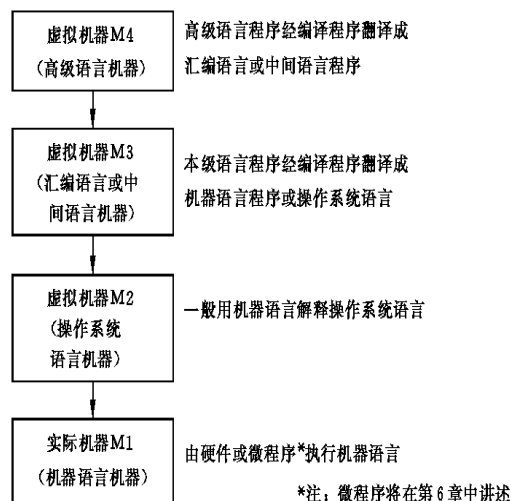 虚拟机器M4
(高级语言机器)
高级语言程序经编译程序翻译成
汇编语言或中间语言程序
虚拟机器M3
(汇编语言或中
间语言机器)
本级语言程序经编译程序翻译成
机器语言程序或操作系统语言
虚拟机器M2
(操作系统
语言机器)
一般用机器语言解释操作系统语言
实际机器M1
(机器语言机器)
由硬件或微程序*执行机器语言
*注：微程序将在第6章中讲述